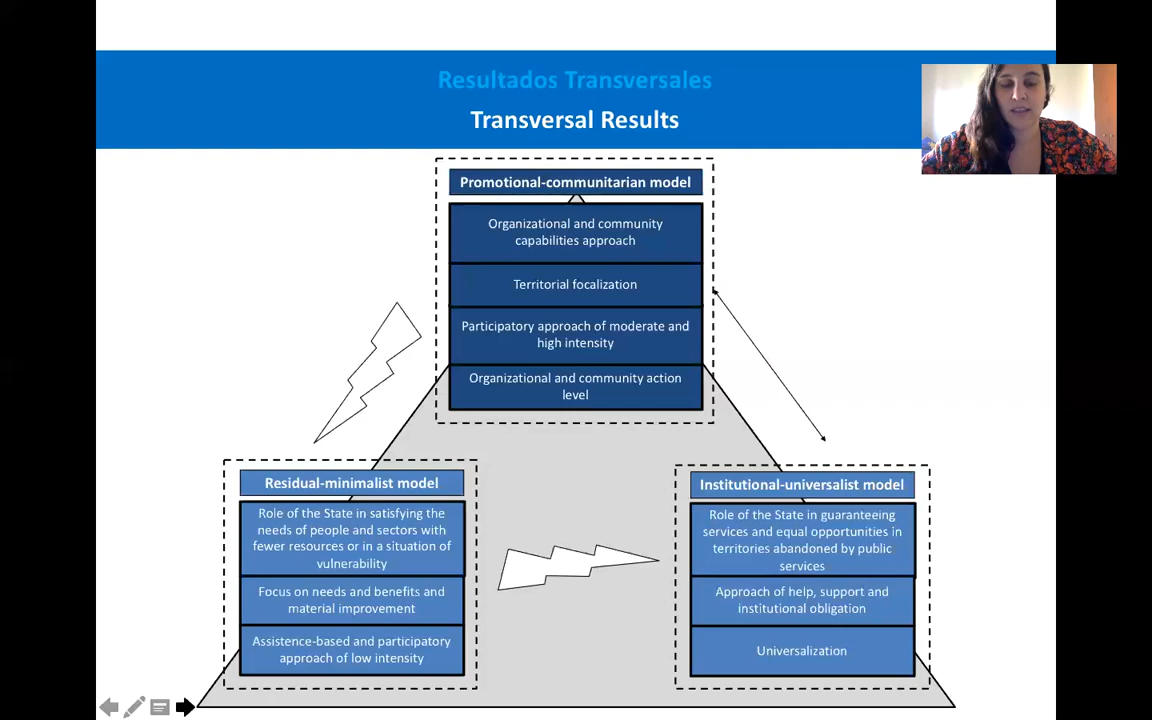 Resultados Transversales
Transversal Results
Promotional-communitarian model
Organizational and community
capabilities approach
Territorial focalization
Participatory approach of moderate and
high intensity
Organizational and community action
level
Residual-minimalist model
Role of the State in satisfying the
needs of people and sectors with
fewer resources or in a situation of
vulnerability
Focus on needs and benefits and
material improvement
Assistence-based and participatory
approach of low intensity
Institutional-universalist model
Role of the State in guaranteeing
services and equal opportunities in
territories abandoned by public
services
Approach of help, support and
institutional obligation
Universalization